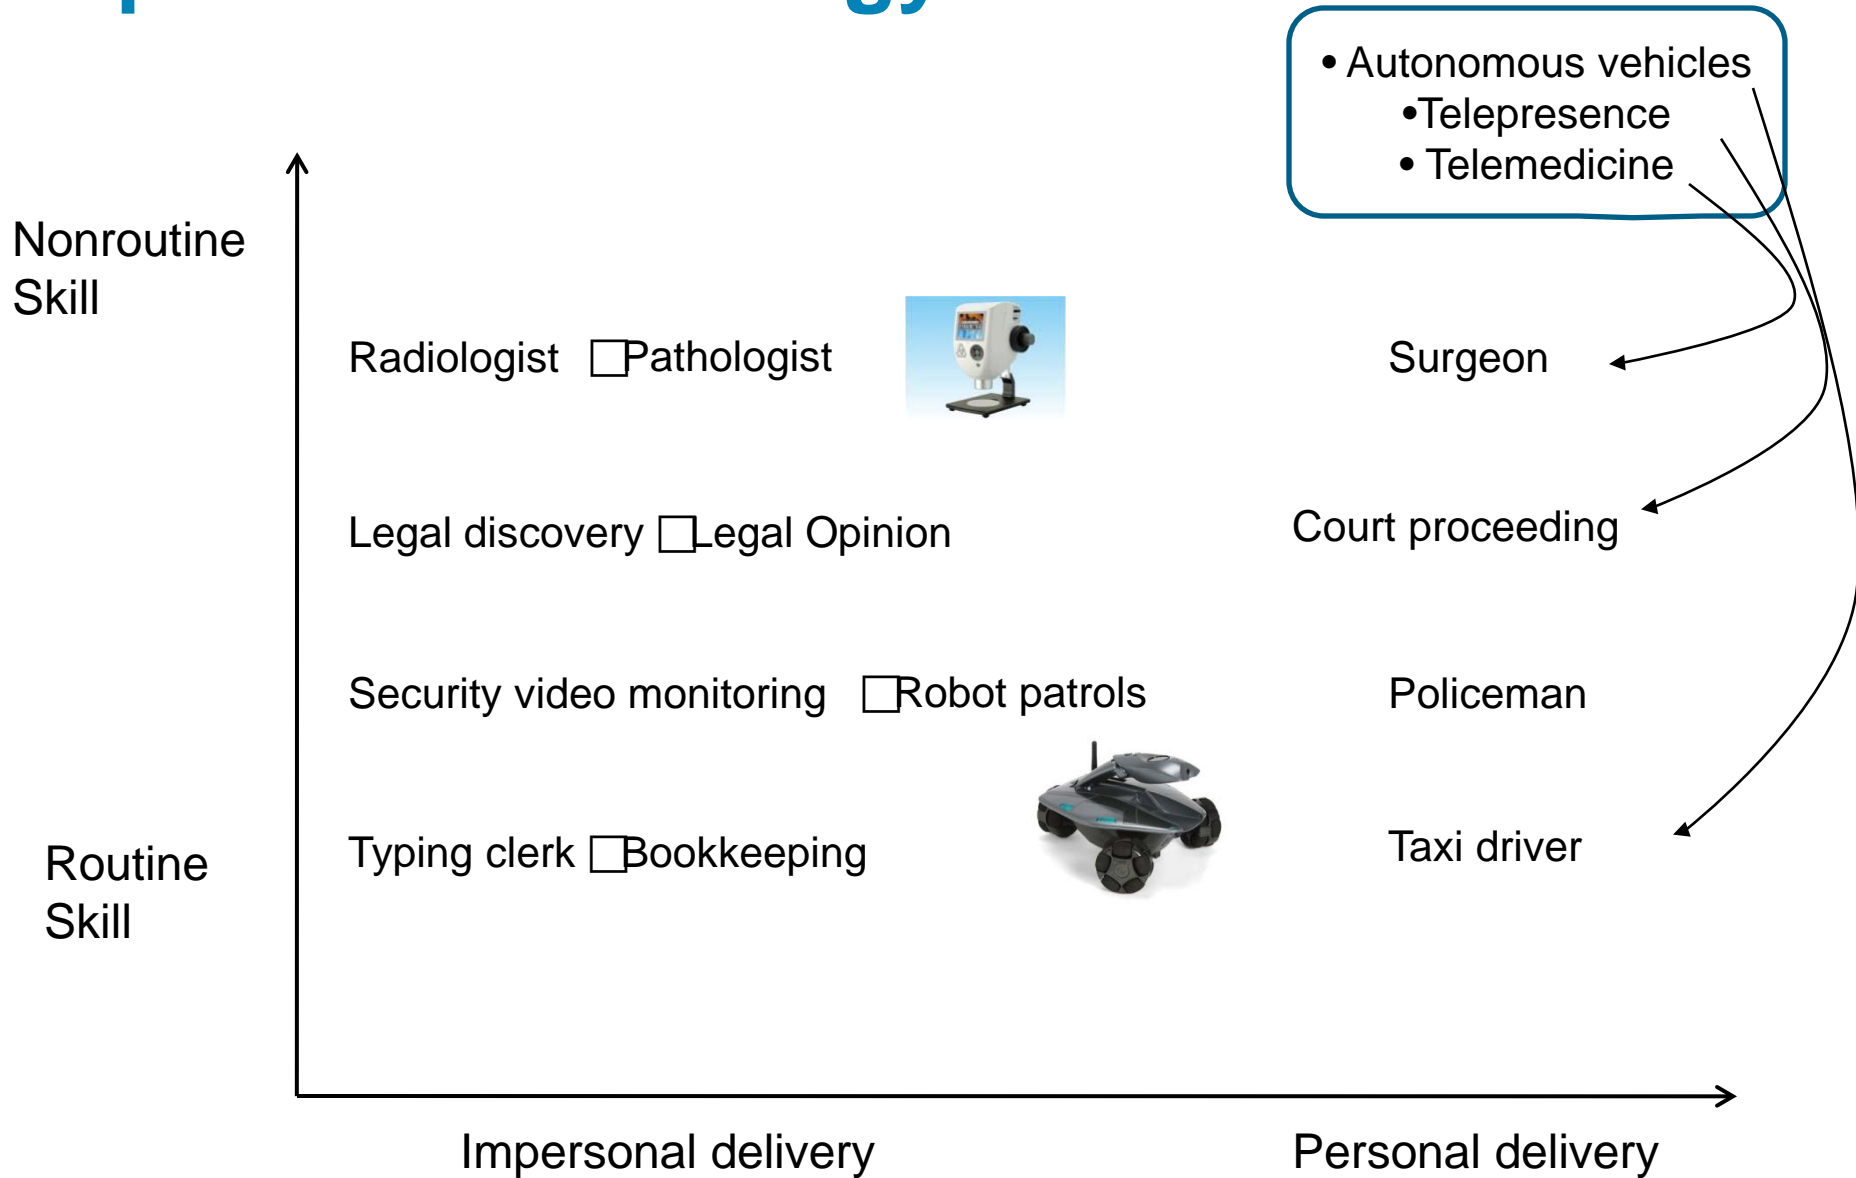 • Autonomous vehicles
•Telepresence
• Telemedicine
Nonroutine
Skill
Radiologist □Pathologist
Surgeon
Legal discovery □Legal Opinion
Court proceeding
Security video monitoring □Robot patrols
Policeman
Routine
Skill
Typing clerk □Bookkeeping
Taxi driver
Impersonal delivery
Personal delivery